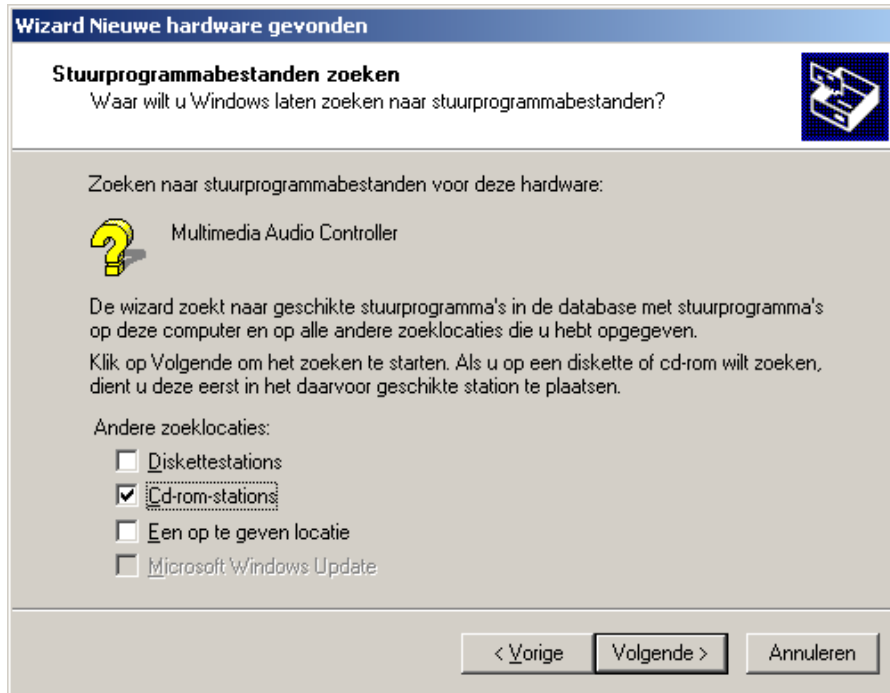 Wizard Nieuwe hardware gevonden
Stuurprogrammabestanden zoeken
Waar wilt u Windows laten zoeken naar stuurprogrammabestanden?
Zoeken naar stuurprogrammabestanden voor deze hardware:
Multimedia Audio Controller
De wizard zoekt naar geschikte stuurprogramma's in de database met stuurprogramma's
op deze computer en op alle andere zoeklocaties die u hebt opgegeven.
Klik op Volgende om het zoeken te starten. Als u op een diskette of cd-rom wilt zoeken,
dient u deze eerst in het daarvoor geschikte station te plaatsen.
Andere zoeklocaties:
Diskettestations
Cd-rom-stations
Een op te geven locatie
Microsoft Windows Update
< Vorige Volgende > Annuleren